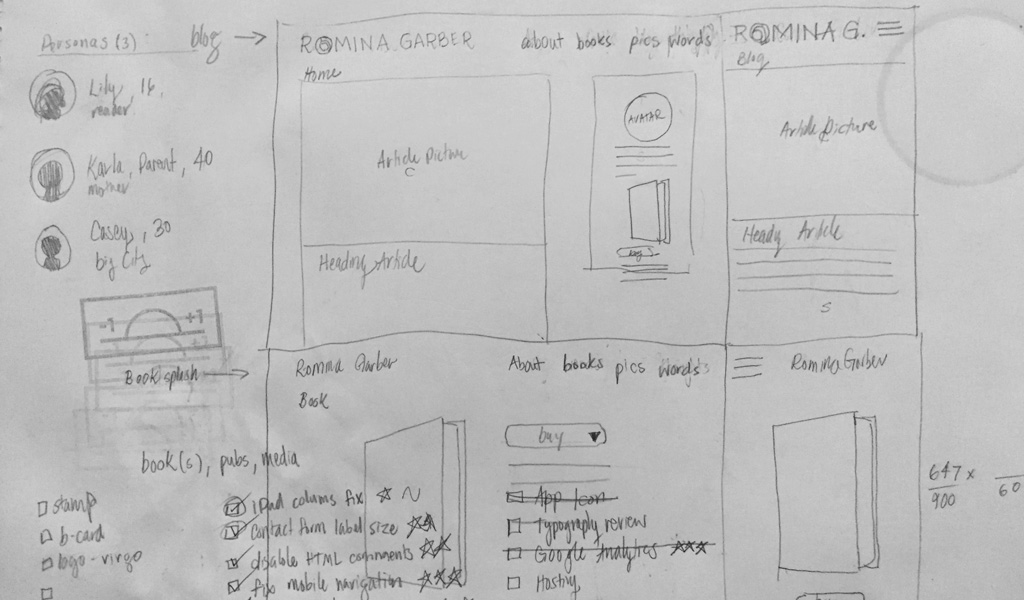 Personas (3):
blog
Lily, 16,
reader
Karla, Parent, 40
mother
Casey, 30
big City
-1 +1
Book splash
ROMINA.GARBER
about books pics words
Home
Article Picture
C
Heading Article
AVATAR
buy
ROMINA G.
Blog
Article Picture
Heady Article
S
Romina Garber
About books pics words
Book
buy
Romina Garber
book(s), pubs, media
stamp
b-card
logo-virgo
iPad colums fix
contact form label size
disable HTML comments
fix mobile navigation
App Icon
Typography review
Google Analytics
Hosting
647 x
900
60